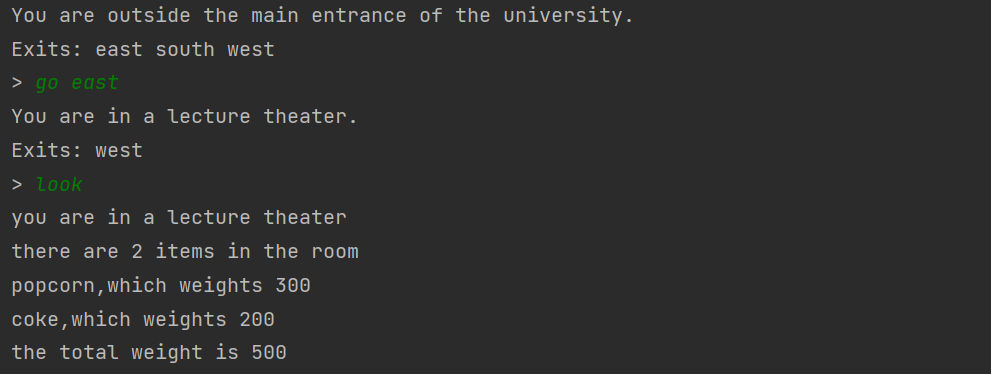 You are outside the main entrance of the university.
Exits: east south west
> go east
You are in a lecture theater.
Exits: west
> look
you are in a lecture theater
there are 2 items in the room
popcorn,which weights 300
coke,which weights 200
the total weight is 500